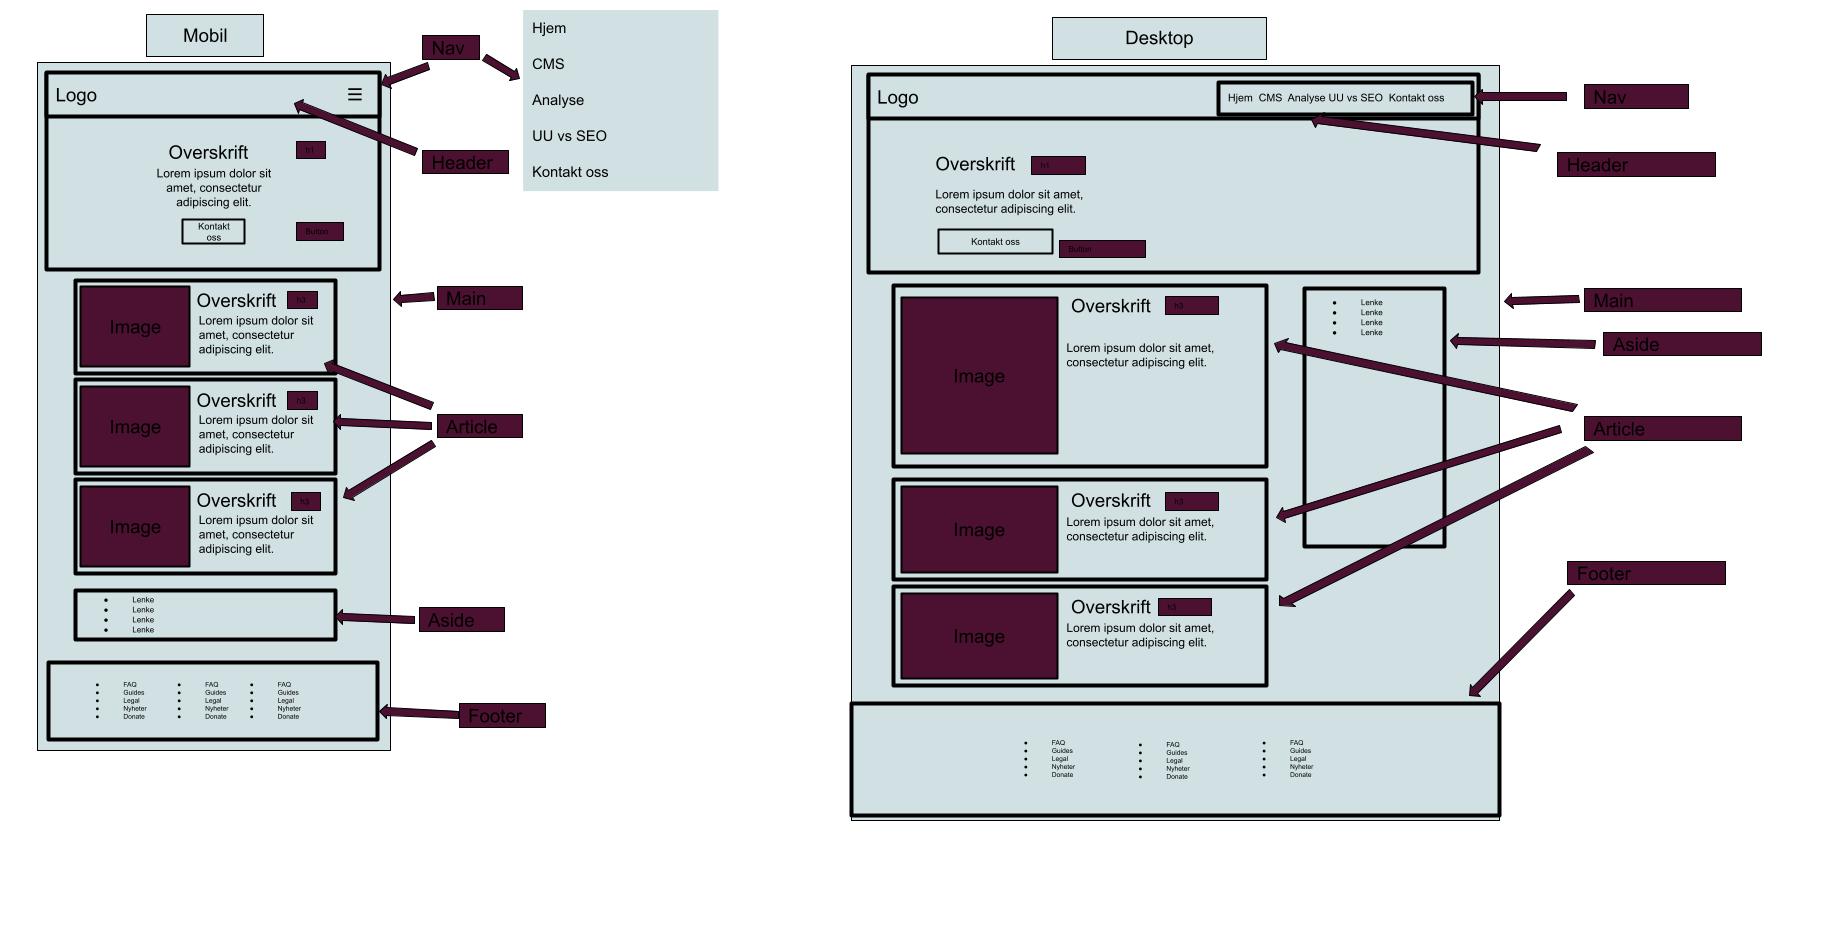 Mobil
Nav
Hjem
CMS
Analyse
UU vs SEO
Kontakt oss
Logo
Header
Overskrift h1
Lorem ipsum dolor sit
amet, consectetur
adipiscing elit.
Kontakt
oss
Button
Main
Image
Overskrift h3
Lorem ipsum dolor sit
amet, consectetur
adipiscing elit.
Image
Overskrift h3
Lorem ipsum dolor sit
amet, consectetur
adipiscing elit.
Article
Image
Overskrift h3
Lorem ipsum dolor sit
amet, consectetur
adipiscing elit.
Lenke
Lenke
Lenke
Lenke
Aside
FAQ
Guides
Legal
Nyheter
Donate
FAQ
Guides
Legal
Nyheter
Donate
FAQ
Guides
Legal
Nyheter
Donate
Footer
Desktop
Logo
Hjem CMS Analyse UU vs SEO Kontakt oss
Nav
Header
Overskrift h1
Lorem ipsum dolor sit amet,
consectetur adipiscing elit.
Kontakt oss
Button
Main
Image
Overskrift h3
Lorem ipsum dolor sit amet,
consectetur adipiscing elit.
Lenke
Lenke
Lenke
Lenke
Aside
Article
Image
Overskrift h3
Lorem ipsum dolor sit amet,
consectetur adipiscing elit.
Image
Overskrift h3
Lorem ipsum dolor sit amet,
consectetur adipiscing elit.
Footer
FAQ
Guides
Legal
Nyheter
Donate
FAQ
Guides
Legal
Nyheter
Donate
FAQ
Guides
Legal
Nyheter
Donate